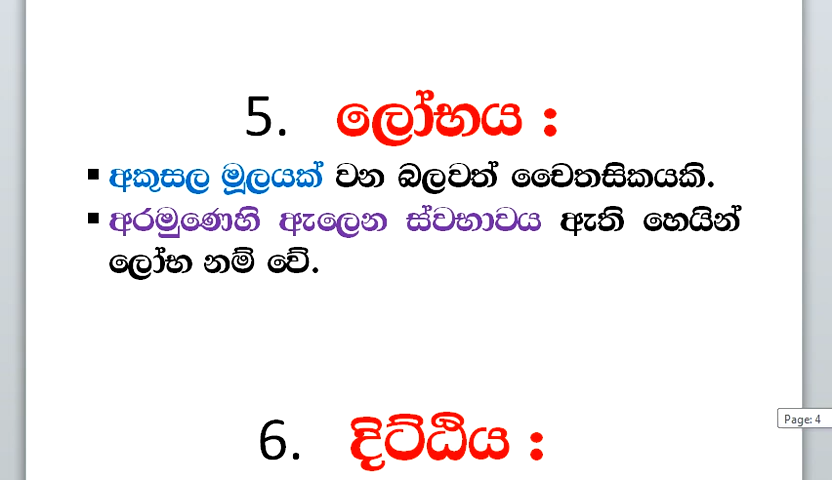 5. ලෝභය :
▪ අකුසල මූලයක් වන බලවත් චෛතසිකයකි.
▪ අරමුණෙහි ඇලෙන ස්වභාවය ඇති හෙයින්
ලෝභ නම් වේ.
Page: 4
6. දිට්ඨිය :